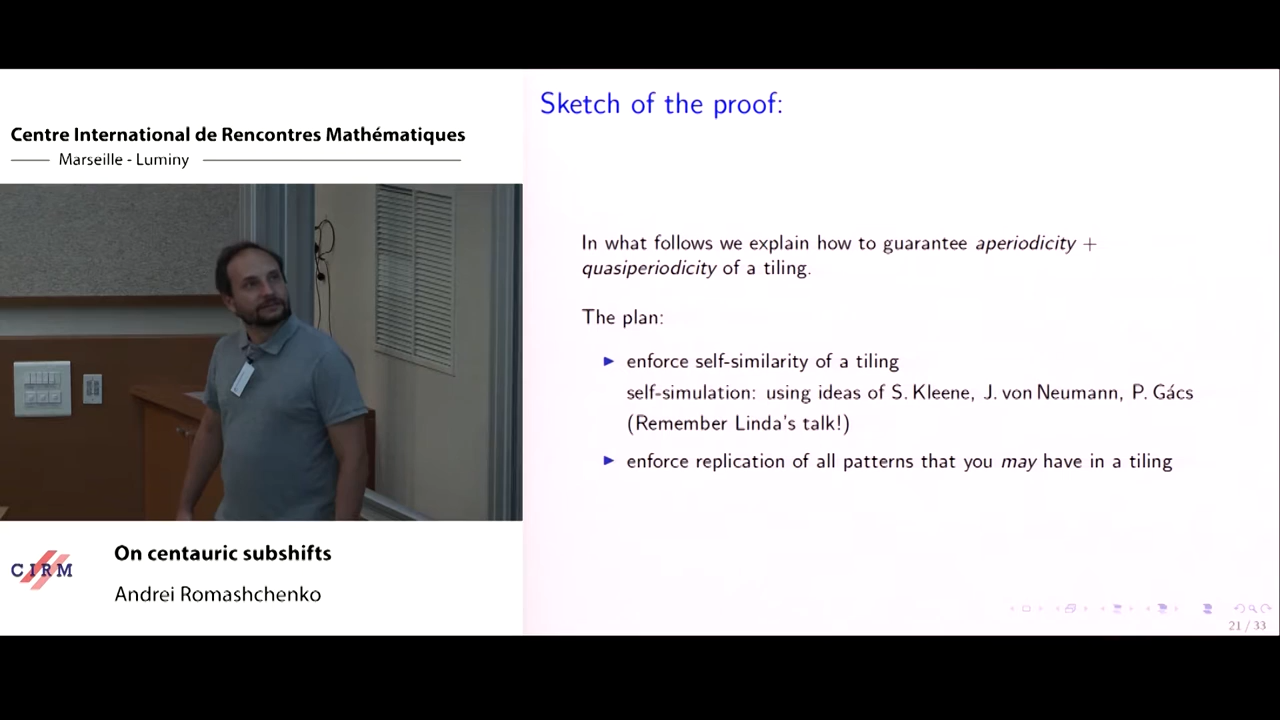 Centre International de Rencontres Mathématiques
Marseille - Luminy
Sketch of the proof:
In what follows we explain how to guarantee aperiodicity +
quasiperiodicity of a tiling.
The plan:
enforce self-similarity of a tiling
self-simulation: using ideas of S. Kleene, J. von Neumann, P. Gács
(Remember Linda's talk!)
enforce replication of all patterns that you may have in a tiling
CIRM
On centauric subshifts
Andrei Romashchenko
21 / 33